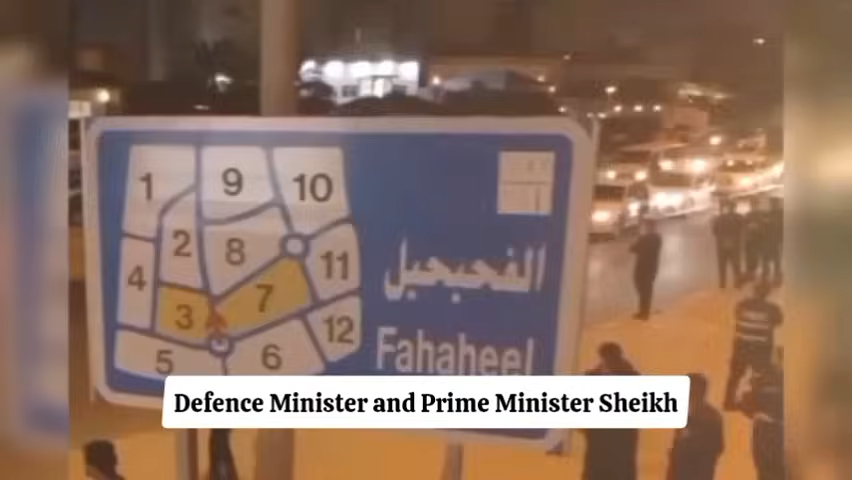 1 9 10
2 8
4 11
3 7 12
5 6
الفحيحيل
Fahaheel
Defence Minister and Prime Minister Sheikh